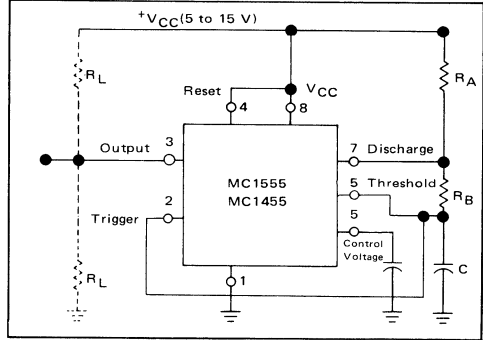 +VCC(5 to 15 V)
RL
RA
Reset
VCC
4
8
Output
3
7
Discharge
MC1555
MC1455
5
Threshold
RB
2
Trigger
5
Control
Voltage
C
RL
1